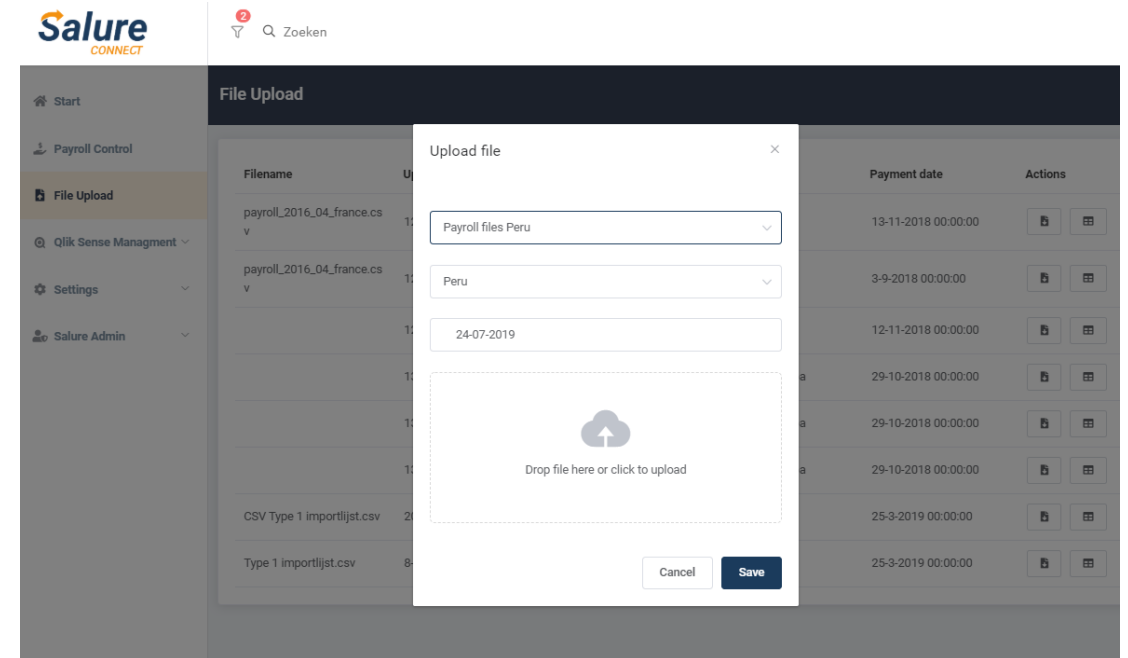 Salure
CONNECT
2
Zoeken
Start
Payroll Control
File Upload
Qlik Sense Managment
Settings
Salure Admin
File Upload
Filename
Payment date
Actions
payroll_2016_04_france.cs
v
13-11-2018 00:00:00
payroll_2016_04_france.cs
v
3-9-2018 00:00:00
12-11-2018 00:00:00
29-10-2018 00:00:00
29-10-2018 00:00:00
29-10-2018 00:00:00
CSV Type 1 importlijst.csv
25-3-2019 00:00:00
Type 1 importlijst.csv
25-3-2019 00:00:00
Upload file
Payroll files Peru
Peru
24-07-2019
Drop file here or click to upload
Cancel
Save